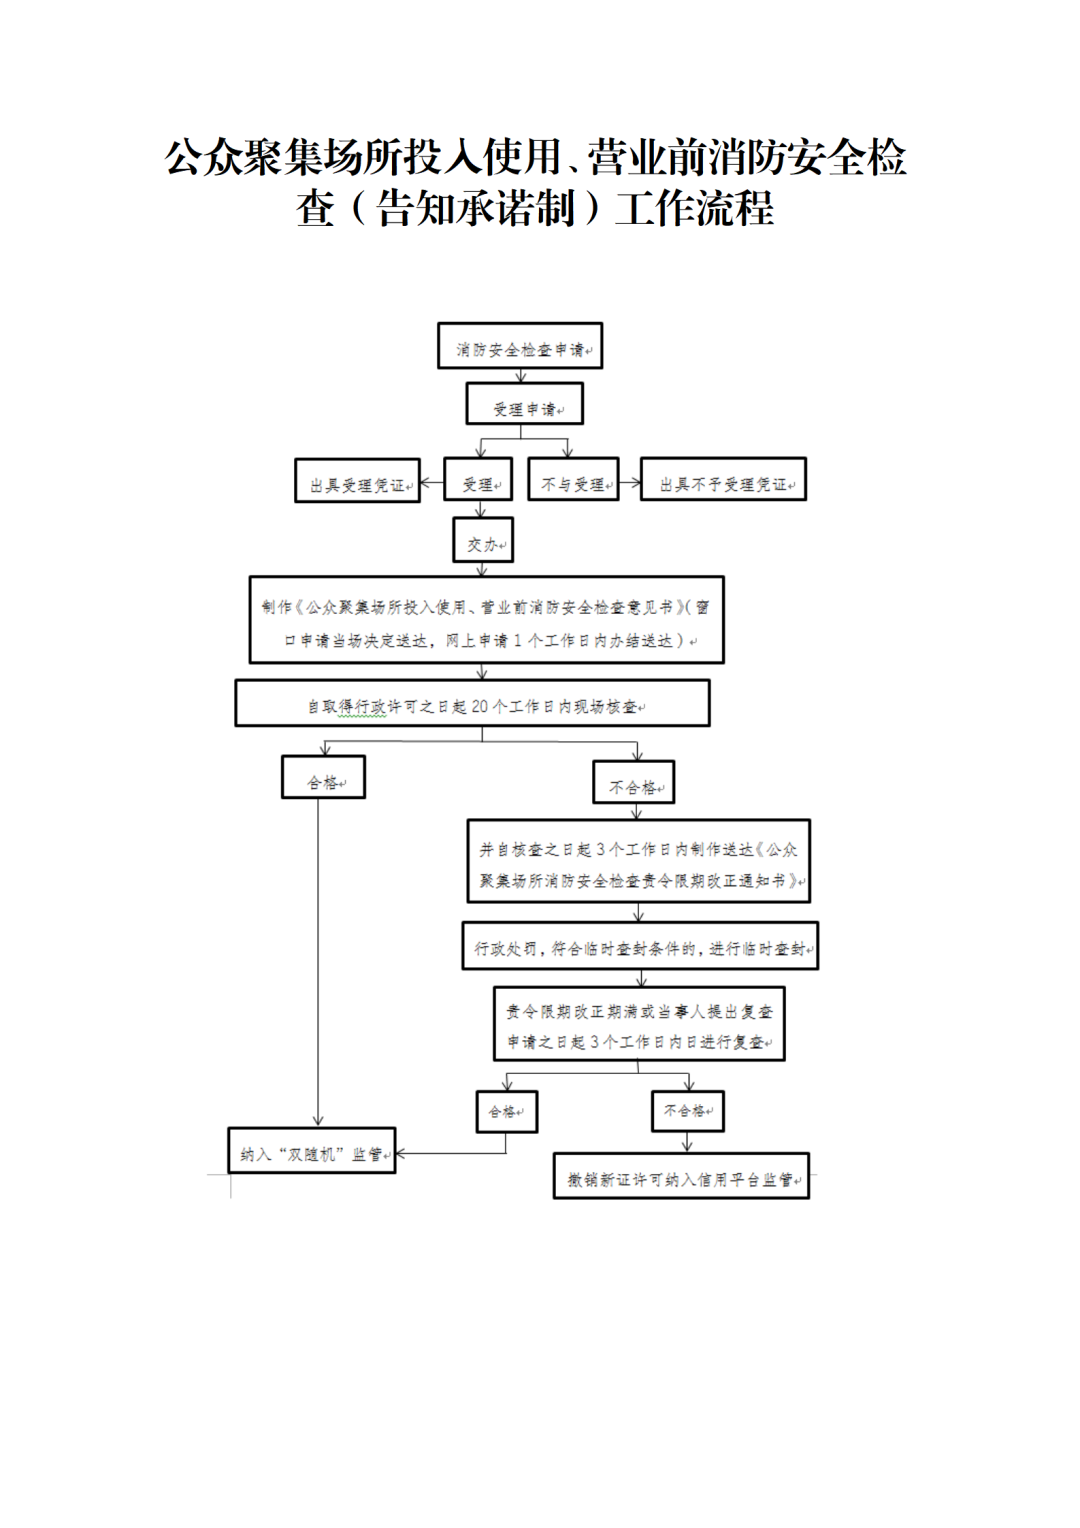 公众聚集场所投入使用、营业前消防安全检
查（告知承诺制）工作流程
消防安全检查申请
受理申请
出具受理凭证
受理
不与受理
出具不予受理凭证
交办
制作《公众聚集场所投入使用、营业前消防安全检查意见书》（窗
口申请当场决定送达，网上申请 1 个工作日内办结送达）
自取得行政许可之日起 20 个工作日内现场核查
合格
不合格
并自核查之日起 3 个工作日内制作送达《公众
聚集场所消防安全检查责令限期改正通知书》
行政处罚，符合临时查封条件的，进行临时查封
责令限期改正期满或当事人提出复查
申请之日起 3 个工作日内日进行复查
合格
不合格
纳入“双随机”监管
撤销新证许可纳入信用平台监管